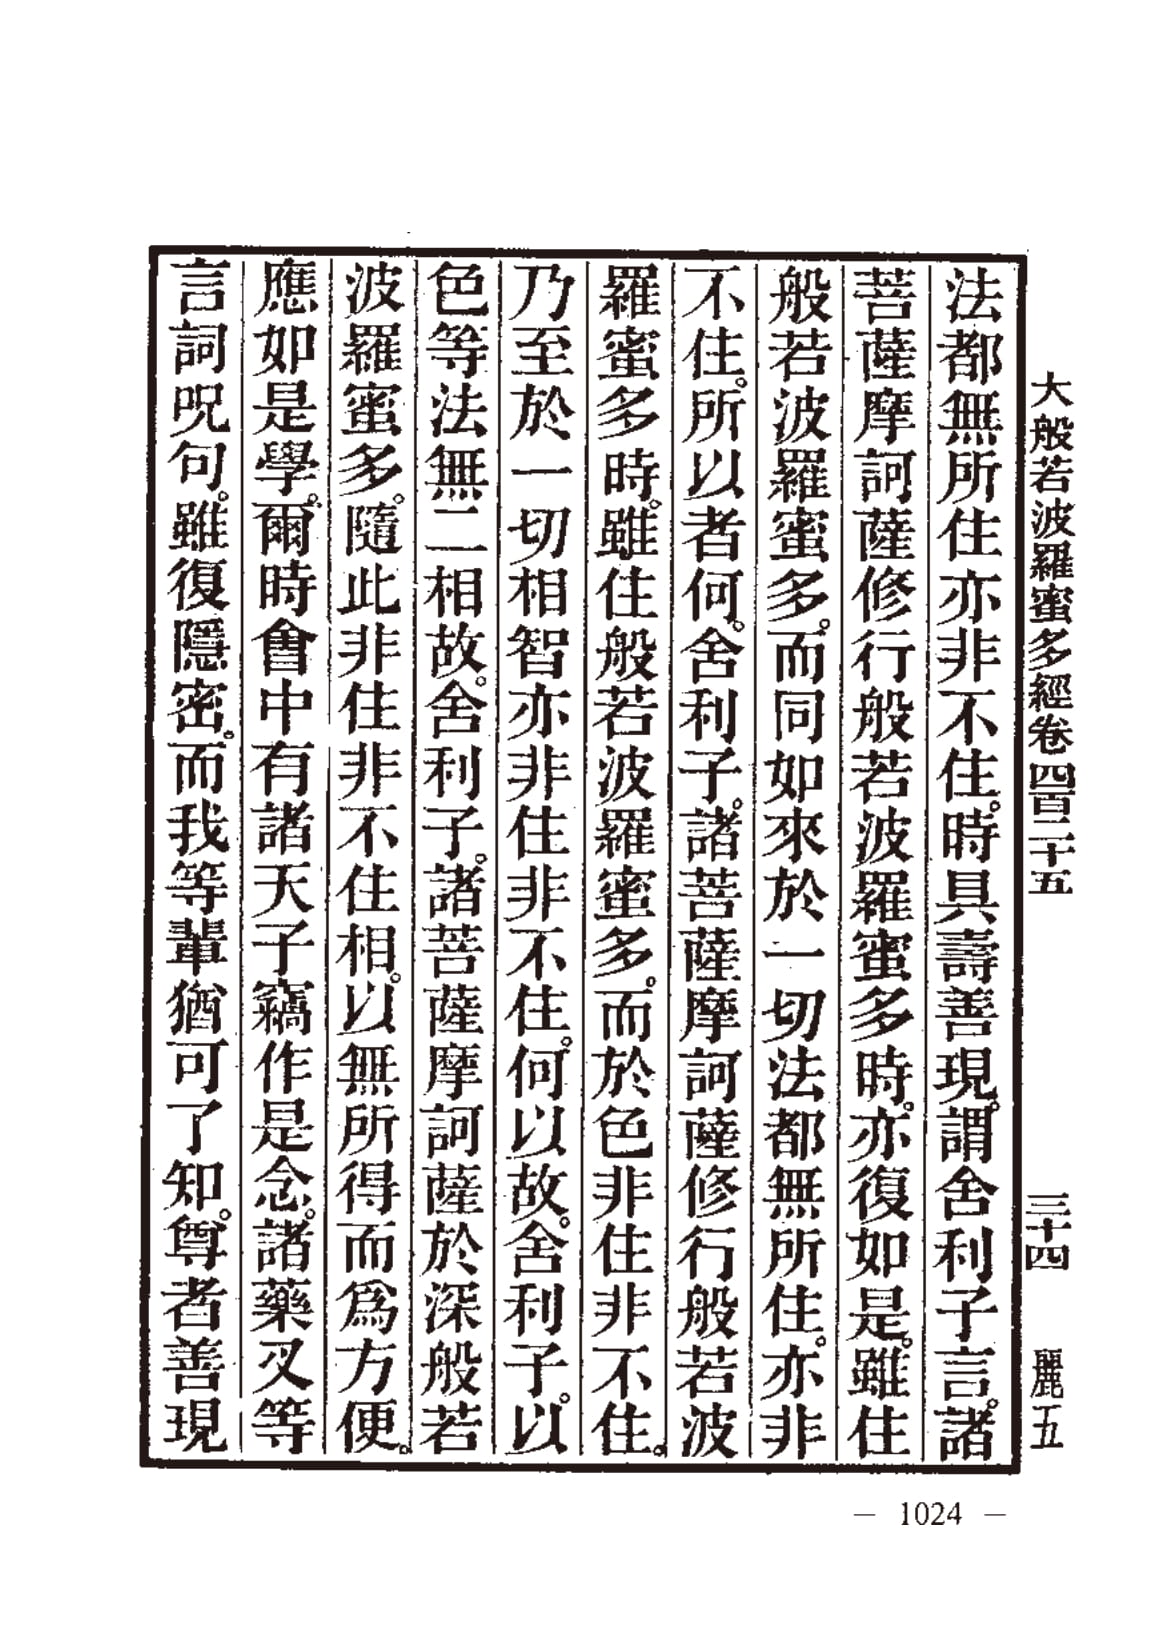 大般若波羅蜜多經卷四百二十五　三十四　麗五
法都無所住亦非不住。時具壽善現。謂舍利子言。諸
菩薩摩訶薩修行般若波羅蜜多時。亦復如是。雖住
般若波羅蜜多。而同如來於一切法都無所住。亦非
不住。所以者何。舍利子。諸菩薩摩訶薩修行般若波
羅蜜多時。雖住般若波羅蜜多。而於色非住非不住。
乃至於一切相智亦非住非不住。何以故。舍利子。以
色等法無二相故。舍利子。諸菩薩摩訶薩於深般若
波羅蜜多。隨此非住非不住相。以無所得而爲方便。
應如是學。爾時會中有諸天子竊作是念。諸藥叉等
言詞呪句。雖復隱密。而我等輩猶可了知。尊者善現
— 1024 —